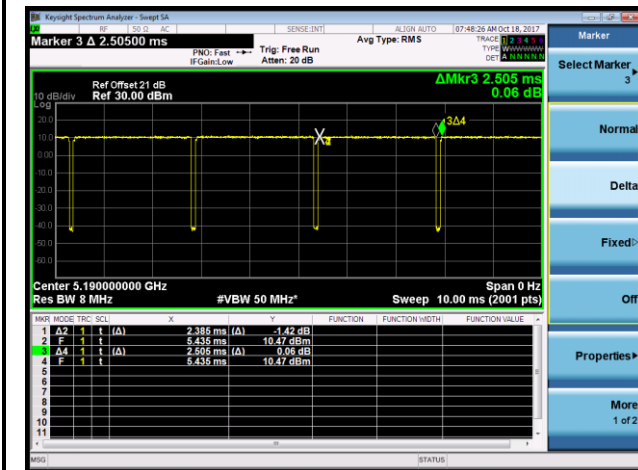 Keysight Spectrum Analyzer - Swept SA
RF 50 Ω AC SENSE:INT ALIGN AUTO 07:48:26 AM Oct 18, 2017
Marker 3 Δ 2.50500 ms
PNO: Fast
IFGain:Low
Trig: Free Run
Atten: 20 dB
Avg Type: RMS
TRACE 1 2 3 4 5 6
TYPE WWWWWW
DET A N N N N N
10 dB/div
Log
Ref Offset 21 dB
Ref 30.00 dBm
ΔMkr3 2.505 ms
0.06 dB
20.0
10.0
0.00
-10.0
-20.0
-30.0
-40.0
-50.0
-60.0
3Δ4
Center 5.190000000 GHz
Span 0 Hz
Res BW 8 MHz
#VBW 50 MHz*
Sweep 10.00 ms (2001 pts)
MKR MODE TRC SCL X Y FUNCTION FUNCTION WIDTH FUNCTION VALUE
1 Δ2 1 t (Δ) 2.385 ms (Δ) -1.42 dB
2 F 1 t 5.435 ms 10.47 dBm
3 Δ4 1 t (Δ) 2.505 ms (Δ) 0.06 dB
4 F 1 t 5.435 ms 10.47 dBm
5
6
7
8
9
10
11
MSG
STATUS
Marker
Select Marker
3
Normal
Delta
Fixed
Off
Properties
More
1 of 2